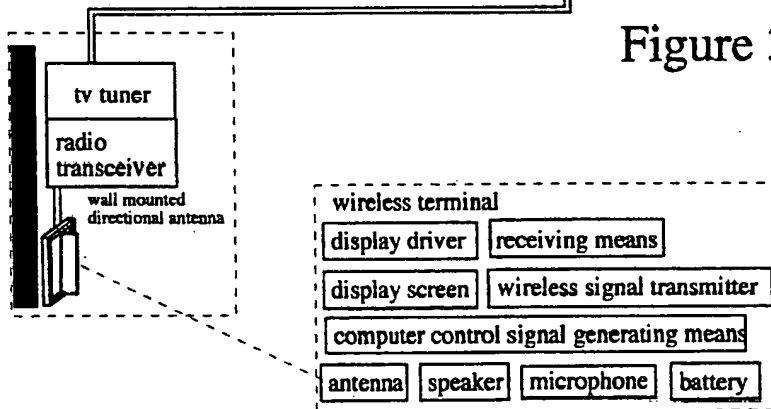 Figure
tv tuner
radio
transceiver
wall mounted
directional antenna
wireless terminal
display driver receiving means
display screen wireless signal transmitter
computer control signal generating means
antenna speaker microphone battery